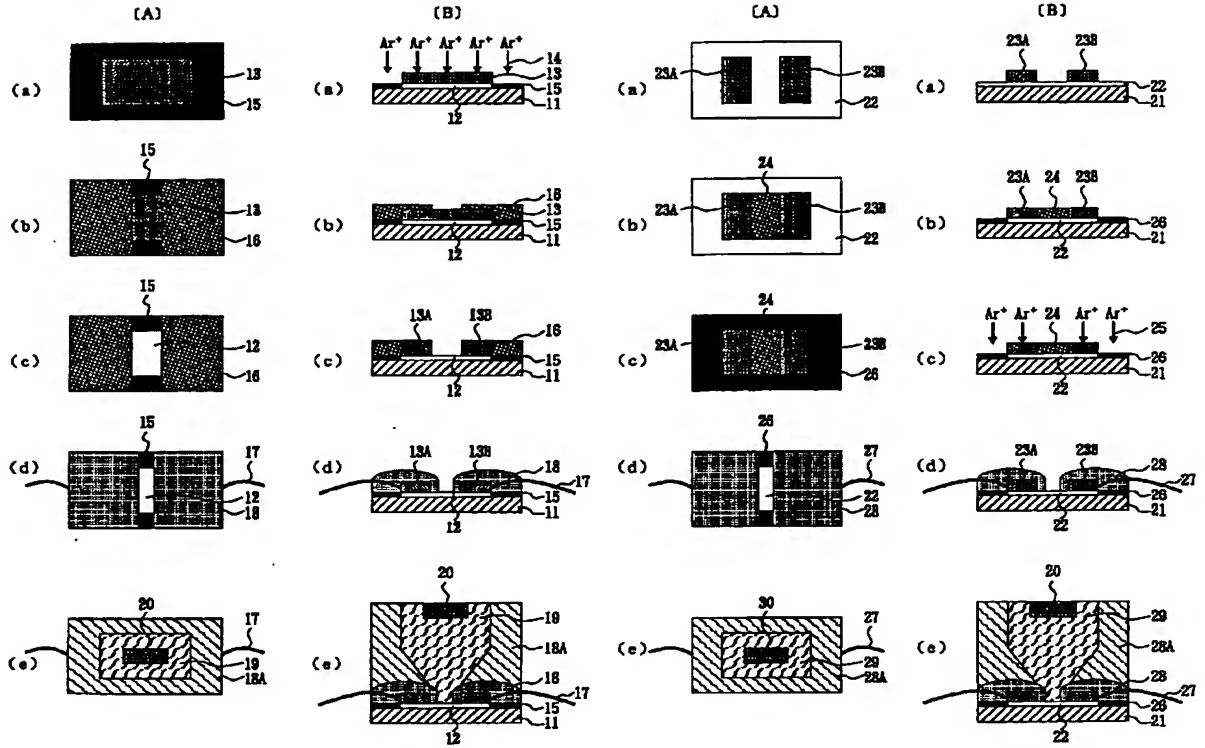 [A]
(a)
13
15
15
(b)
13
16
15
(c)
12
16
15
17
(d)
12
18
20
17
(e)
19
18A
[B]
Ar⁺ Ar⁺ Ar⁺ Ar⁺ Ar⁺
14
(a)
13
15
11
12
(b)
16
13
15
11
12
13A 13B
16
(c)
15
11
12
13A 13B
18
(d)
17
15
11
12
20
19
(e)
18A
18
17
15
11
12
[A]
23A 23B
(a)
22
24
(b)
23A 23B
22
24
(c)
23A 23B
26
26
27
(d)
22
28
30
27
(e)
29
28A
[B]
23A 23B
(a)
22
21
23A 24 23B
(b)
26
21
22
Ar⁺ Ar⁺ 24 Ar⁺ Ar⁺
25
(c)
26
21
22
23A 23B
28
(d)
27
26
21
22
20
29
(e)
28A
28
27
26
21
22